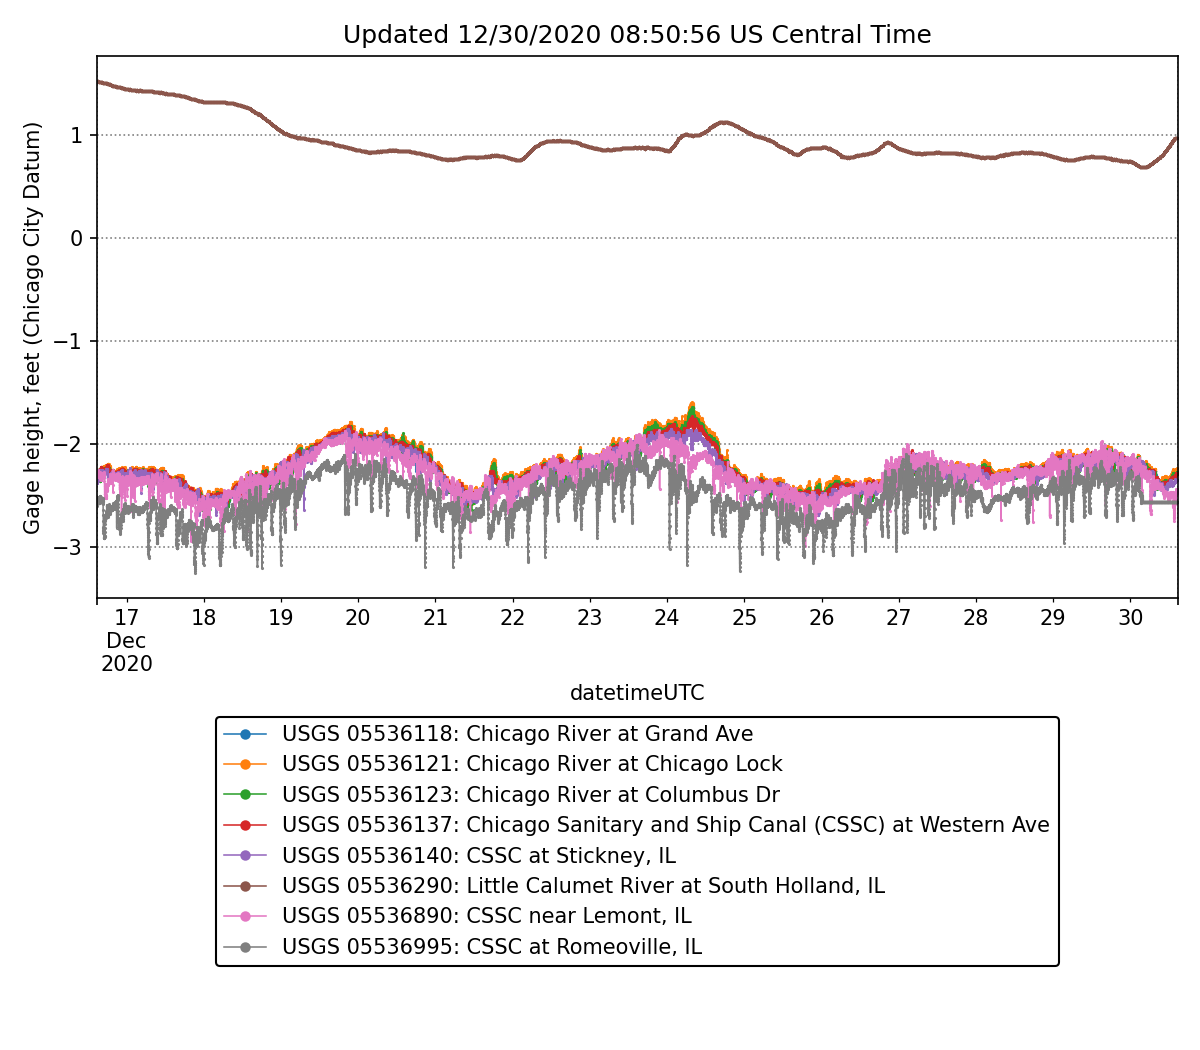 Updated 12/30/2020 08:50:56 US Central Time
Gage height, feet (Chicago City Datum)
1
0
−1
−2
−3
17 18 19 20 21 22 23 24 25 26 27 28 29 30
Dec
2020
datetimeUTC
USGS 05536118: Chicago River at Grand Ave
USGS 05536121: Chicago River at Chicago Lock
USGS 05536123: Chicago River at Columbus Dr
USGS 05536137: Chicago Sanitary and Ship Canal (CSSC) at Western Ave
USGS 05536140: CSSC at Stickney, IL
USGS 05536290: Little Calumet River at South Holland, IL
USGS 05536890: CSSC near Lemont, IL
USGS 05536995: CSSC at Romeoville, IL